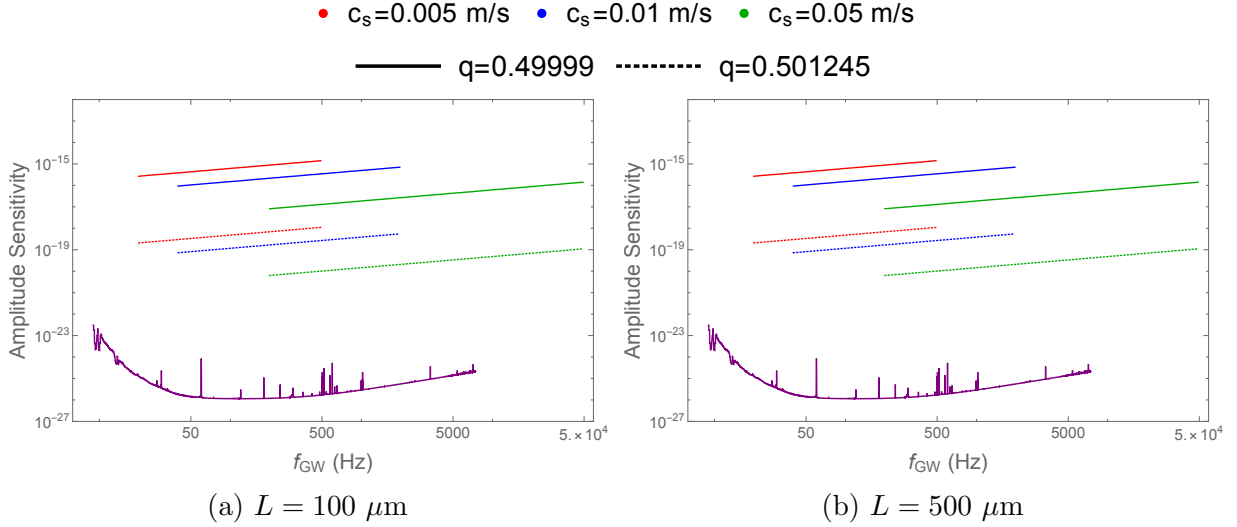 c_s=0.005 m/s c_s=0.01 m/s c_s=0.05 m/s
q=0.49999 q=0.501245
Amplitude Sensitivity
10^-15
10^-19
10^-23
10^-27
50 500 5000 5.×10^4
f_GW (Hz)
(a) L = 100 μm
Amplitude Sensitivity
10^-15
10^-19
10^-23
10^-27
50 500 5000 5.×10^4
f_GW (Hz)
(b) L = 500 μm